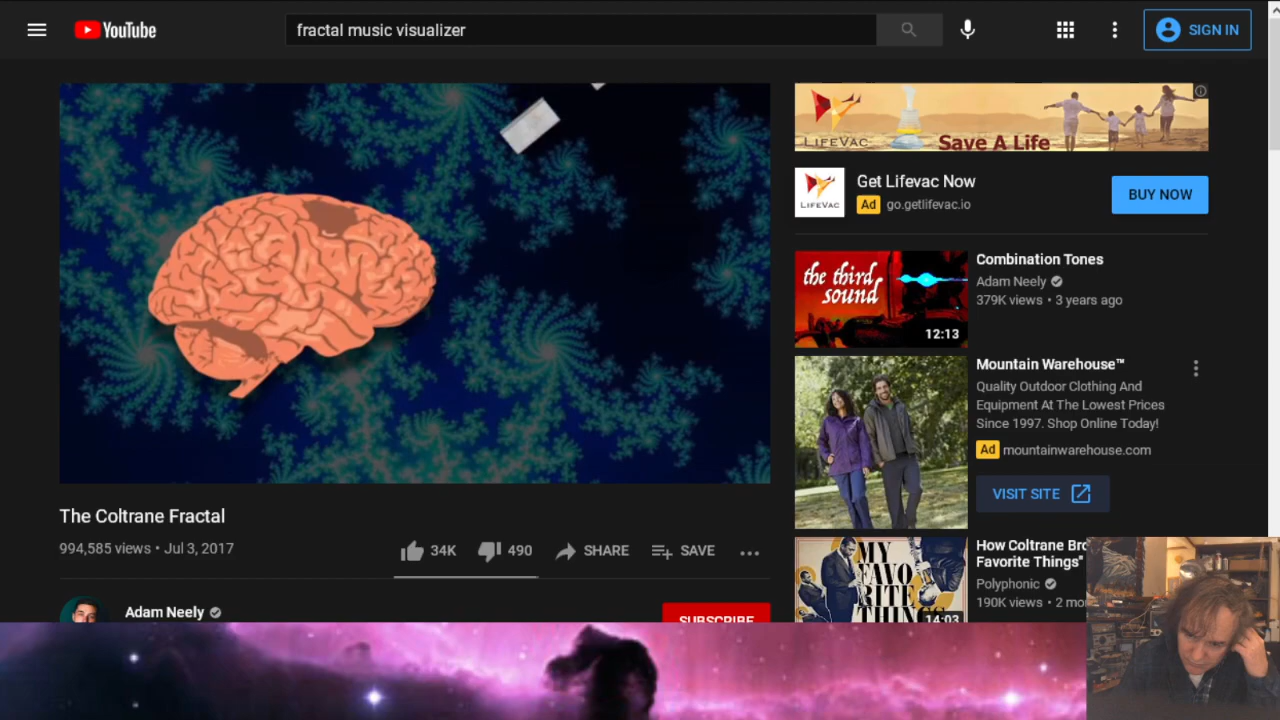 YouTube
fractal music visualizer
SIGN IN
LIFEVAC
Save A Life
LIFEVAC
Get Lifevac Now
Ad go.getlifevac.io
BUY NOW
the third
sound
12:13
Combination Tones
Adam Neely
379K views • 3 years ago
Mountain Warehouse™
Quality Outdoor Clothing And
Equipment At The Lowest Prices
Since 1997. Shop Online Today!
Ad mountainwarehouse.com
VISIT SITE
The Coltrane Fractal
994,585 views • Jul 3, 2017
34K
490
SHARE
SAVE
MY
FAVO
RITE
THINGS
14:03
How Coltrane Bro
Favorite Things"
Polyphonic
190K views • 2 mo
Adam Neely
SUBSCRIBE